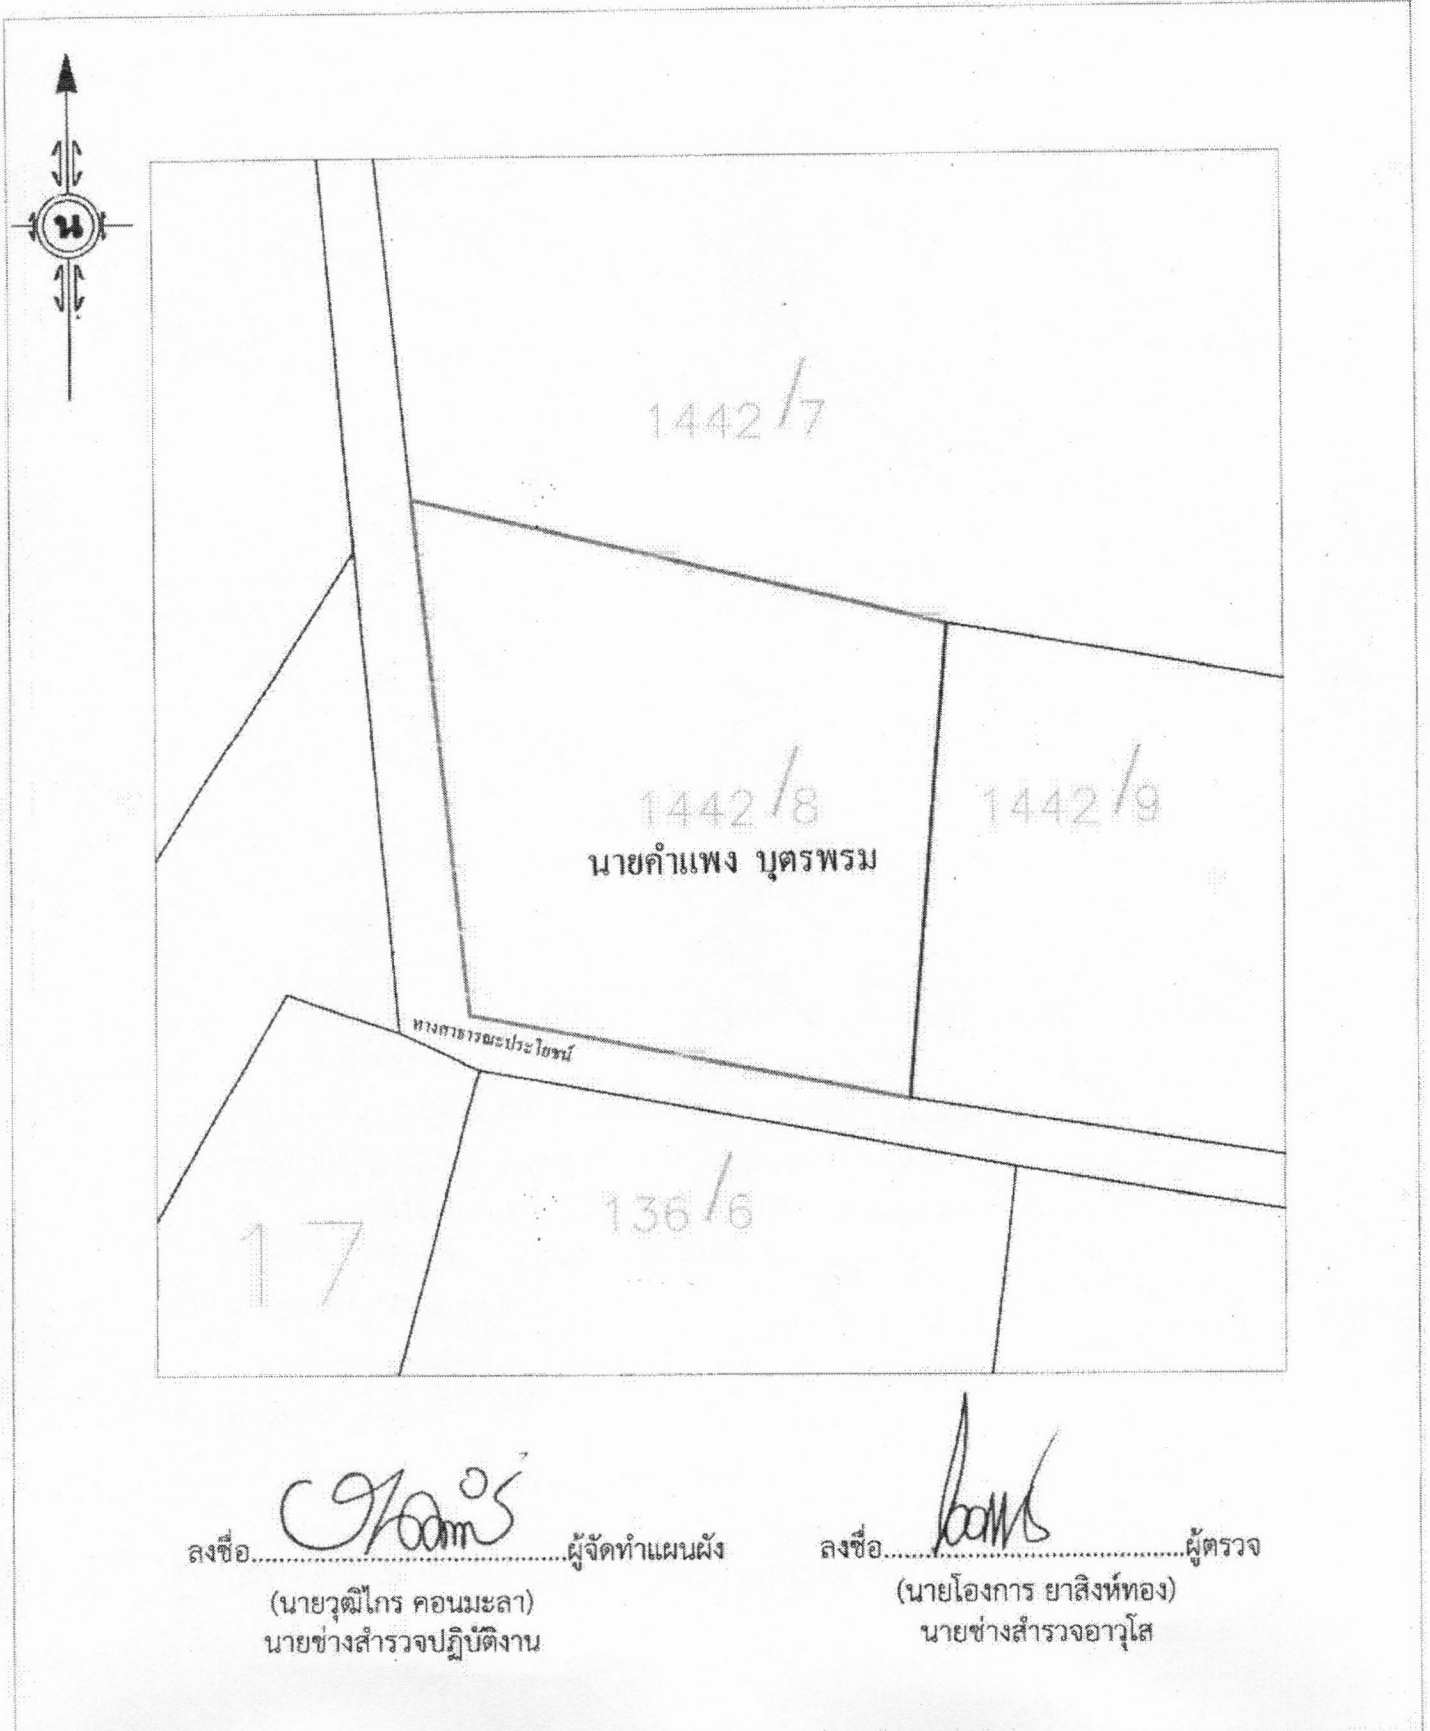 น
1442/7
1442/8
1442/9
นายคำแพง บุตรพรม
ทางสาธารณะประโยชน์
136/6
17
ลงชื่อ..........ผู้จัดทำแผนผัง
(นายวุฒิไกร คอนมะลา)
นายช่างสำรวจปฏิบัติงาน
ลงชื่อ..........ผู้ตรวจ
(นายโองการ ยาสิงห์ทอง)
นายช่างสำรวจอาวุโส